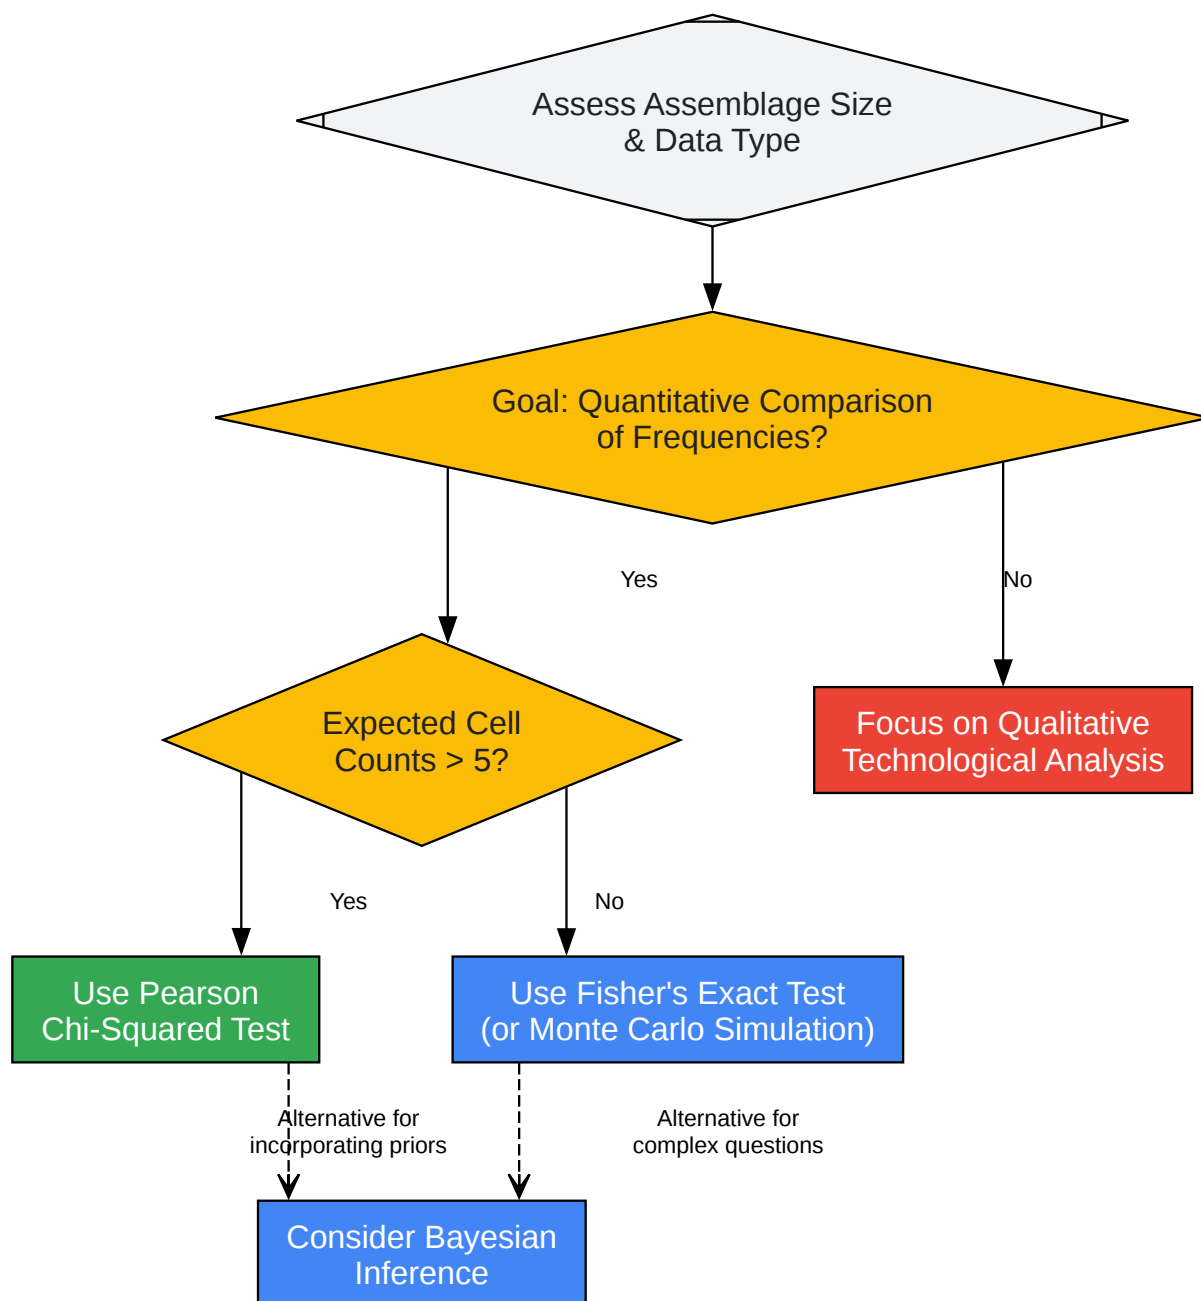 Assess Assemblage Size
& Data Type
Goal: Quantitative Comparison
of Frequencies?
Yes
No
Expected Cell
Counts > 5?
Focus on Qualitative
Technological Analysis
Yes
No
Use Pearson
Chi-Squared Test
Use Fisher's Exact Test
(or Monte Carlo Simulation)
Alternative for
incorporating priors
Alternative for
complex questions
Consider Bayesian
Inference